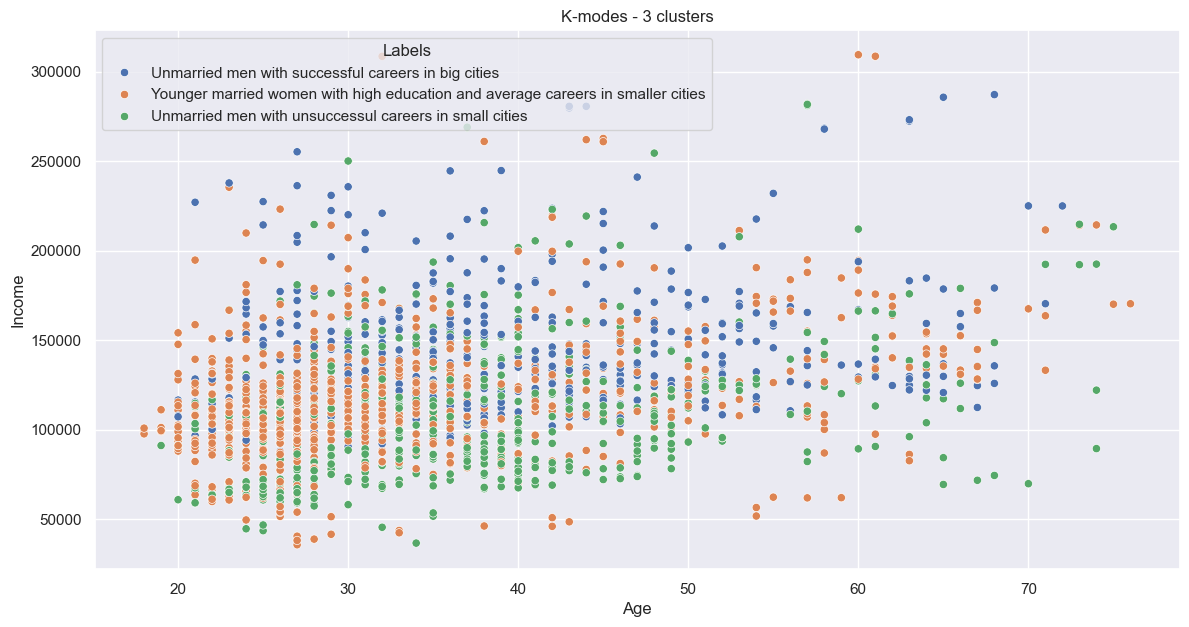 K-modes - 3 clusters
Labels
Unmarried men with successful careers in big cities
Younger married women with high education and average careers in smaller cities
Unmarried men with unsuccessul careers in small cities
Income
300000
250000
200000
150000
100000
50000
20 30 40 50 60 70
Age